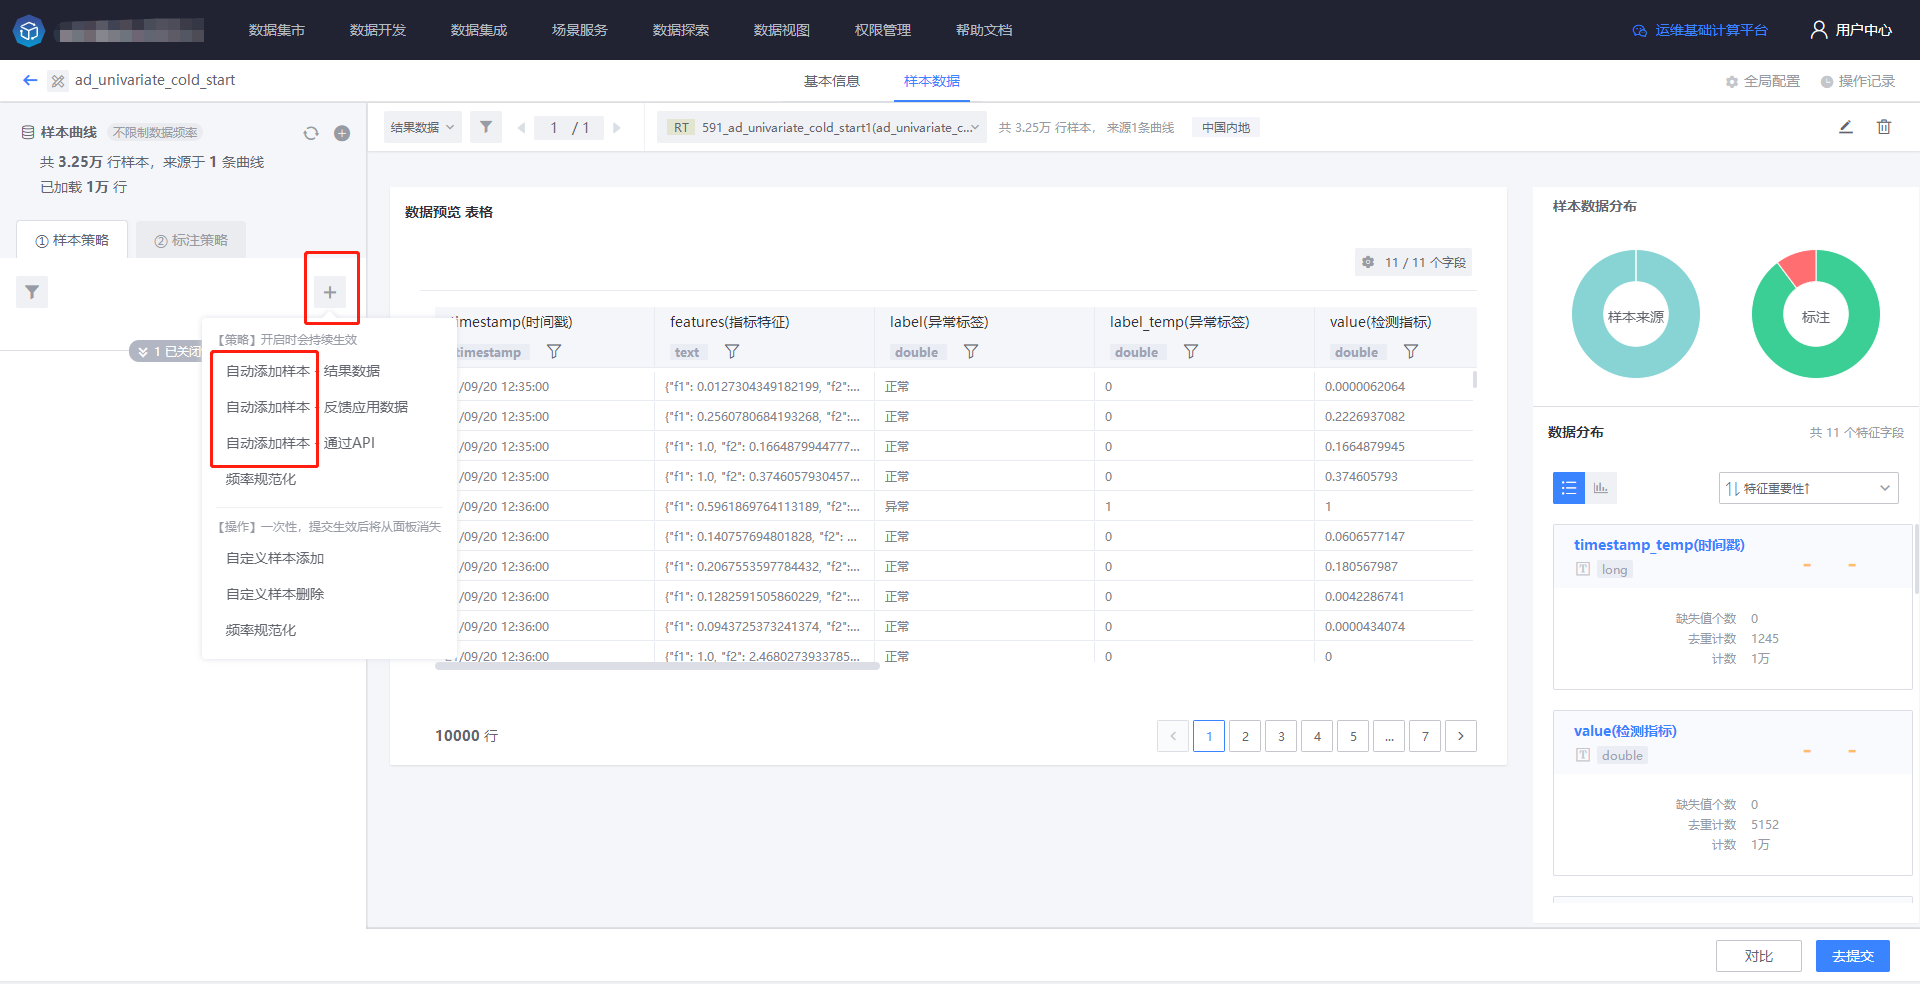 数据集市 数据开发 数据集成 场景服务 数据探索 数据视图 权限管理 帮助文档 运维基础计算平台 用户中心
ad_univariate_cold_start 基本信息 样本数据 全局配置 操作记录
样本曲线 不限制数据频率
共 3.25万 行样本，来源于 1 条曲线
已加载 1万 行
① 样本策略 ② 标注策略
1 已关闭
【策略】开启时会持续生效
自动添加样本 - 结果数据
自动添加样本 - 反馈应用数据
自动添加样本 - 通过API
频率规范化
【操作】一次性，提交生效后将从面板消失
自定义样本添加
自定义样本删除
频率规范化
结果数据 1 / 1 RT 591_ad_univariate_cold_start1(ad_univariate_c... 共 3.25万 行样本， 来源1条曲线 中国内地
数据预览 表格
11 / 11 个字段
imestamp(时间戳) features(指标特征) label(异常标签) label_temp(异常标签) value(检测指标)
timestamp text double double double
/09/20 12:35:00 {"f1": 0.0127304349182199, "f2":... 正常 0 0.0000062064
/09/20 12:35:00 {"f1": 0.2560780684193268, "f2":... 正常 0 0.2226937082
/09/20 12:35:00 {"f1": 1.0, "f2": 0.1664879944777... 正常 0 0.1664879945
/09/20 12:35:00 {"f1": 1.0, "f2": 0.3746057930457... 正常 0 0.374605793
/09/20 12:36:00 {"f1": 0.5961869764113189, "f2":... 异常 1 1
/09/20 12:36:00 {"f1": 0.140757694801828, "f2": ... 正常 0 0.0606577147
/09/20 12:36:00 {"f1": 0.2067553597784432, "f2":... 正常 0 0.180567987
/09/20 12:36:00 {"f1": 0.1282591505860229, "f2":... 正常 0 0.0042286741
/09/20 12:36:00 {"f1": 0.0943725373241374, "f2":... 正常 0 0.0000434074
/09/20 12:36:00 {"f1": 1.0, "f2": 2.4680273933785... 正常 0 0
10000 行 1 2 3 4 5 ... 7
样本数据分布
样本来源 标注
数据分布 共 11 个特征字段
特征重要性↑
timestamp_temp(时间戳)
T long - -
缺失值个数 0
去重计数 1245
计数 1万
value(检测指标)
T double - -
缺失值个数 0
去重计数 5152
计数 1万
对比 去提交